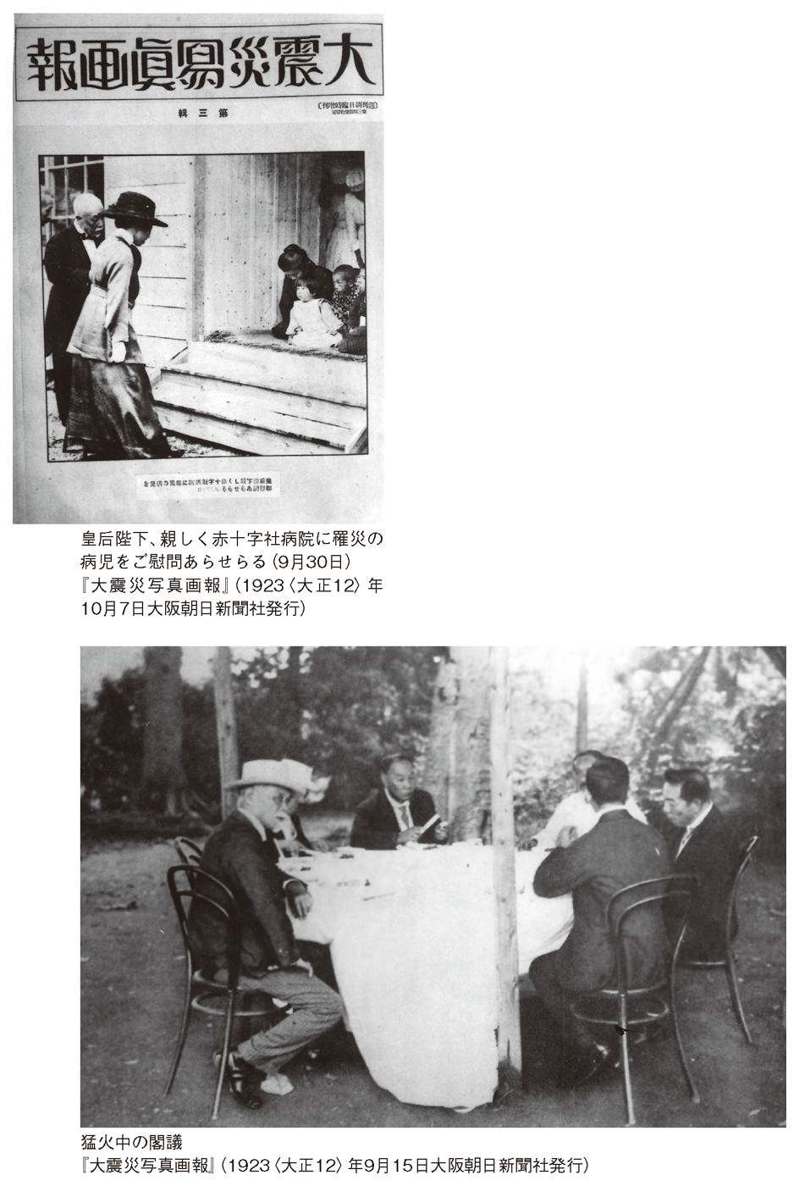 大震災寫眞画報
第三輯
皇后陛下、親しく赤十字社病院に罹災の
病児をご慰問あらせらる（9月30日）
『大震災写真画報』（1923〈大正12〉年
10月7日大阪朝日新聞社発行）
猛火中の閣議
『大震災写真画報』（1923〈大正12〉年9月15日大阪朝日新聞社発行）